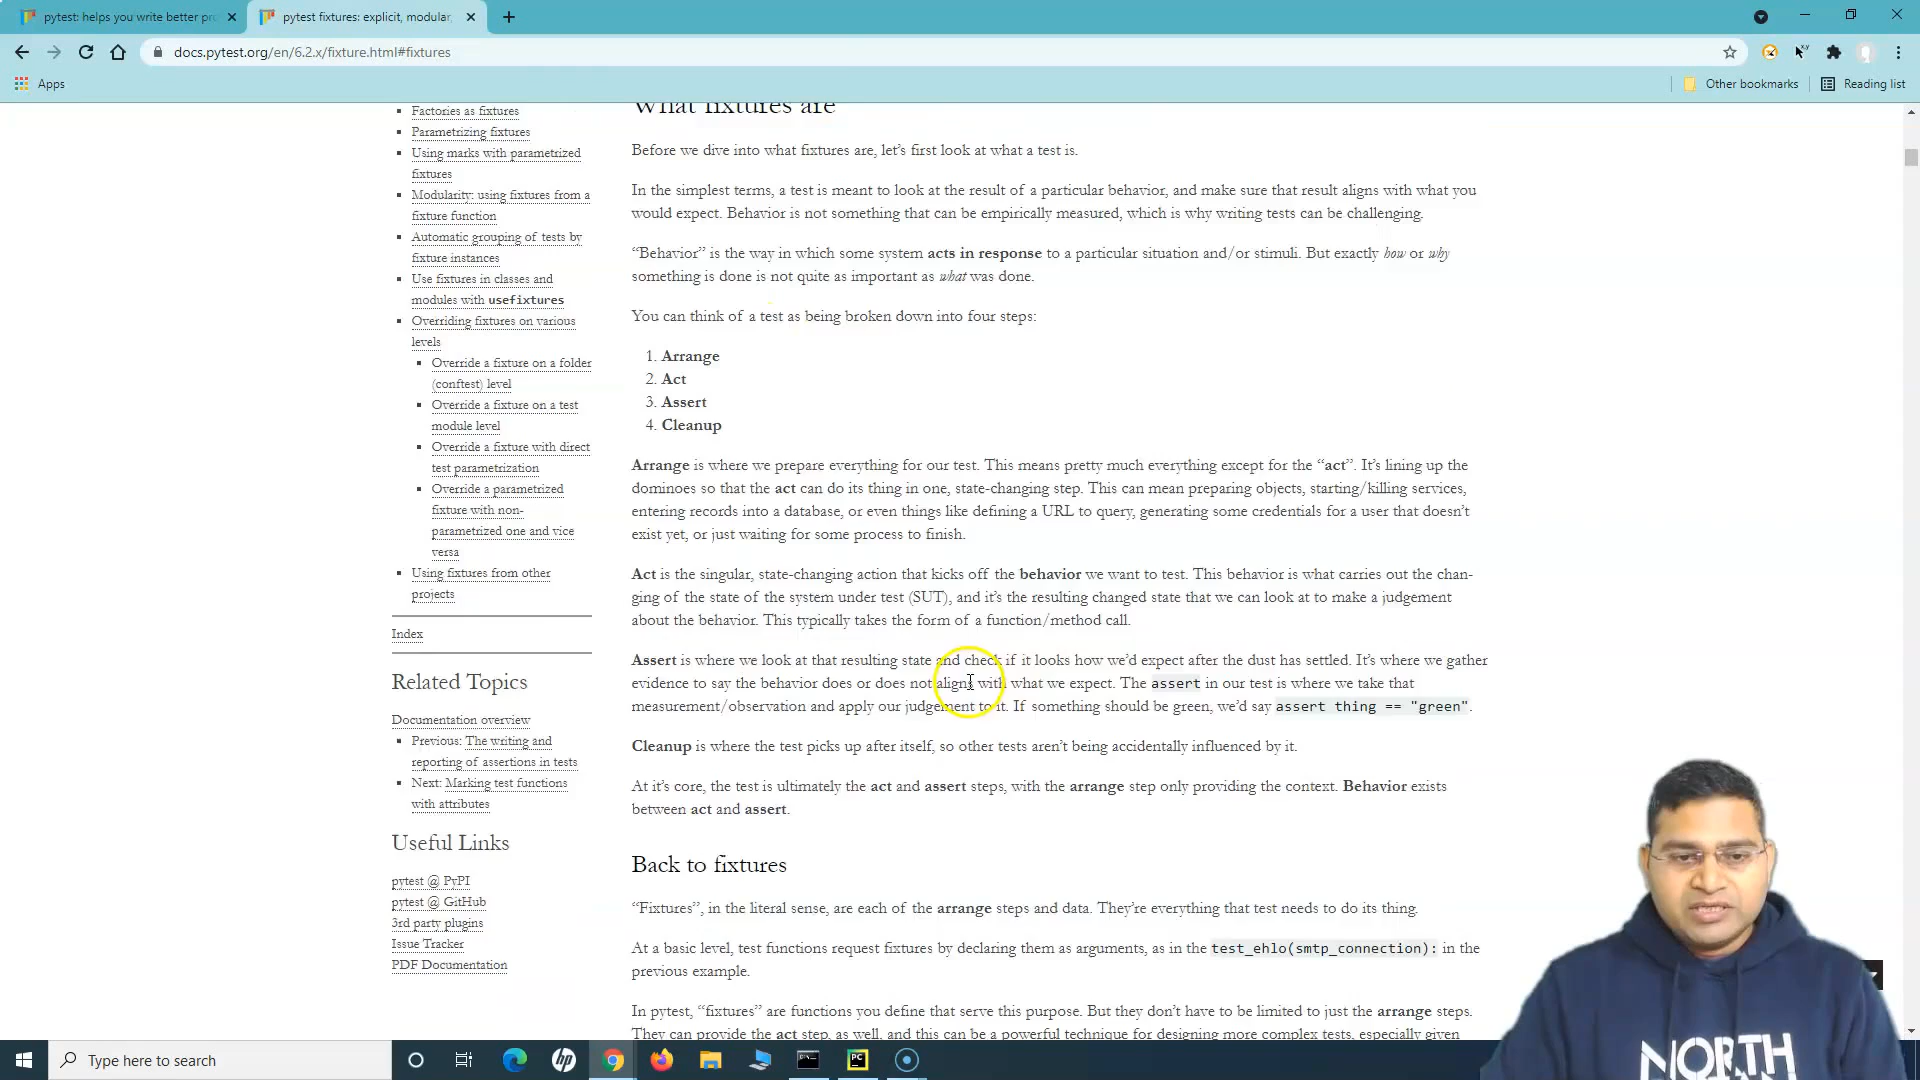 pytest: helps you write better pro
pytest fixtures: explicit, modular,
docs.pytest.org/en/6.2.x/fixture.html#fixtures
Apps
Other bookmarks
Reading list
Factories as fixtures
Parametrizing fixtures
Using marks with parametrized
fixtures
Modularity: using fixtures from a
fixture function
Automatic grouping of tests by
fixture instances
Use fixtures in classes and
modules with usefixtures
Overriding fixtures on various
levels
Override a fixture on a folder
(conftest) level
Override a fixture on a test
module level
Override a fixture with direct
test parametrization
Override a parametrized
fixture with non-
parametrized one and vice
versa
Using fixtures from other
projects
Index
Related Topics
Documentation overview
Previous: The writing and
reporting of assertions in tests
Next: Marking test functions
with attributes
Useful Links
pytest @ PyPI
pytest @ GitHub
3rd party plugins
Issue Tracker
PDF Documentation
What fixtures are
Before we dive into what fixtures are, let’s first look at what a test is.
In the simplest terms, a test is meant to look at the result of a particular behavior, and make sure that result aligns with what you
would expect. Behavior is not something that can be empirically measured, which is why writing tests can be challenging.
“Behavior” is the way in which some system acts in response to a particular situation and/or stimuli. But exactly how or why
something is done is not quite as important as what was done.
You can think of a test as being broken down into four steps:
1. Arrange
2. Act
3. Assert
4. Cleanup
Arrange is where we prepare everything for our test. This means pretty much everything except for the “act”. It’s lining up the
dominoes so that the act can do its thing in one, state-changing step. This can mean preparing objects, starting/killing services,
entering records into a database, or even things like defining a URL to query, generating some credentials for a user that doesn’t
exist yet, or just waiting for some process to finish.
Act is the singular, state-changing action that kicks off the behavior we want to test. This behavior is what carries out the chan-
ging of the state of the system under test (SUT), and it’s the resulting changed state that we can look at to make a judgement
about the behavior. This typically takes the form of a function/method call.
Assert is where we look at that resulting state and check if it looks how we’d expect after the dust has settled. It’s where we gather
evidence to say the behavior does or does not aligns with what we expect. The assert in our test is where we take that
measurement/observation and apply our judgement to it. If something should be green, we’d say assert thing == "green".
Cleanup is where the test picks up after itself, so other tests aren’t being accidentally influenced by it.
At it’s core, the test is ultimately the act and assert steps, with the arrange step only providing the context. Behavior exists
between act and assert.
Back to fixtures
“Fixtures”, in the literal sense, are each of the arrange steps and data. They’re everything that test needs to do its thing.
At a basic level, test functions request fixtures by declaring them as arguments, as in the test_ehlo(smtp_connection): in the
previous example.
In pytest, “fixtures” are functions you define that serve this purpose. But they don’t have to be limited to just the arrange steps.
They can provide the act step, as well, and this can be a powerful technique for designing more complex tests, especially given
NORTH
Type here to search
hp
PC